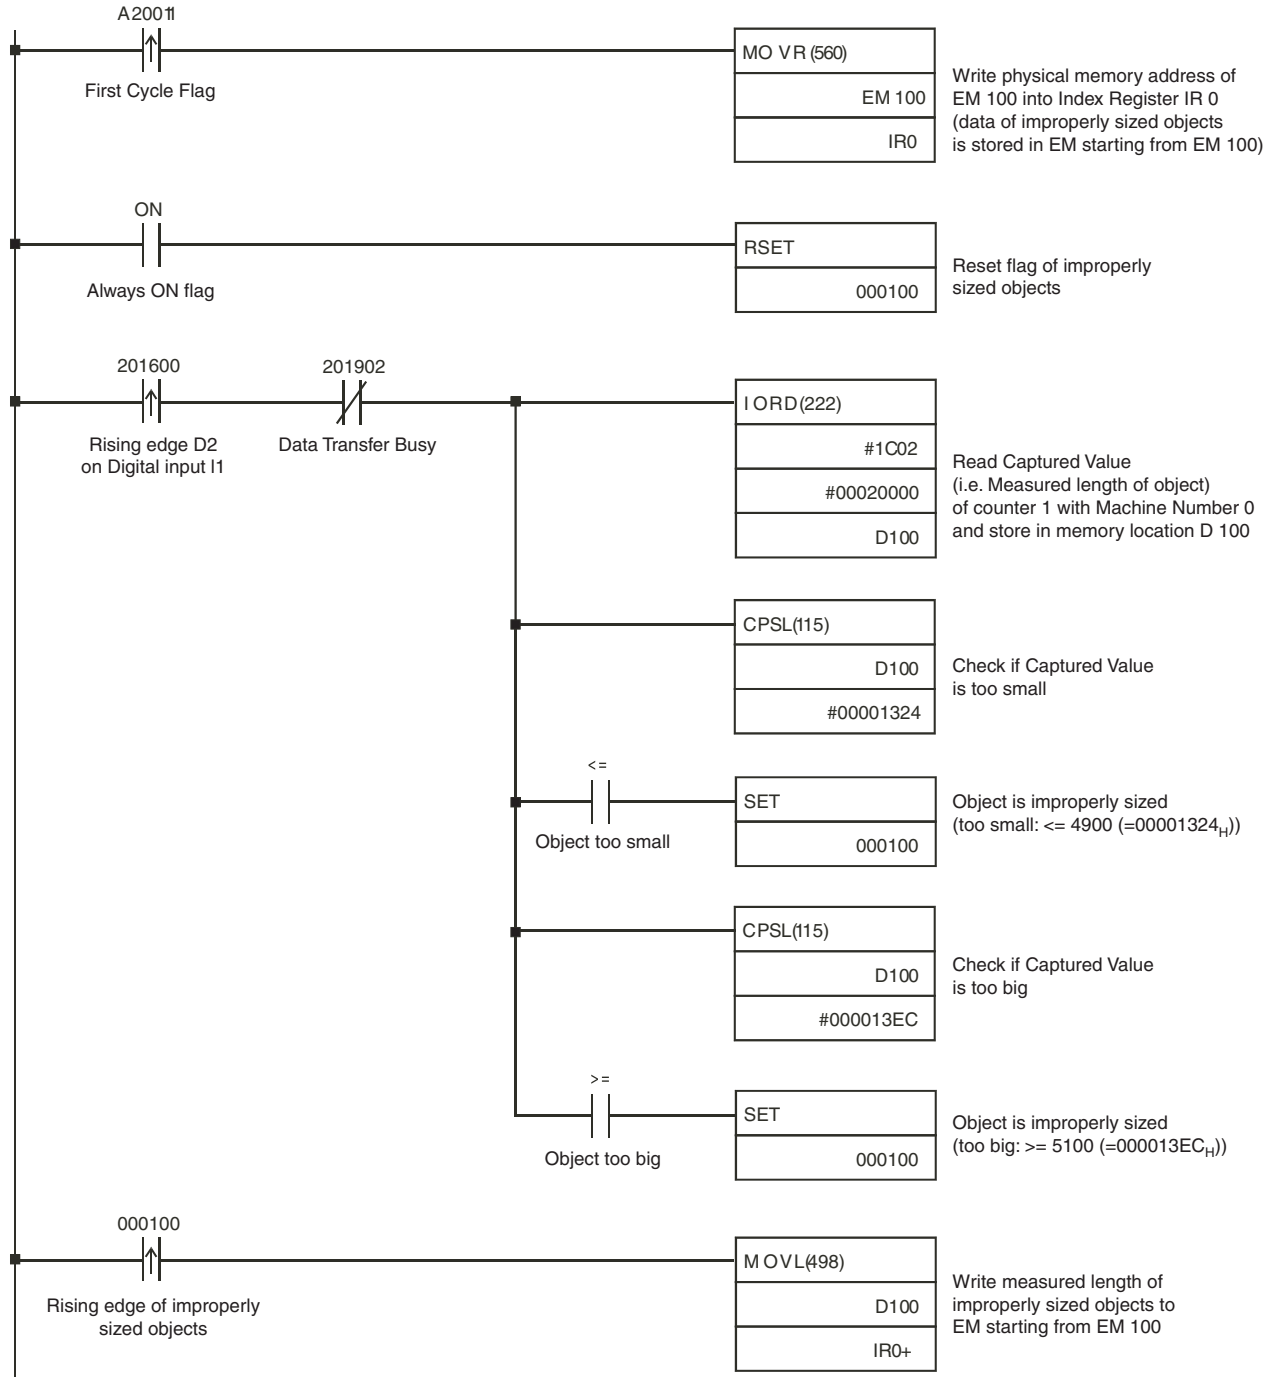 A20011
First Cycle Flag
MOVR(560)
EM 100
IR0
Write physical memory address of
EM 100 into Index Register IR 0
(data of improperly sized objects
is stored in EM starting from EM 100)
ON
Always ON flag
RSET
000100
Reset flag of improperly
sized objects
201600
Rising edge D2
on Digital input I1
201902
Data Transfer Busy
IORD(222)
#1C02
#00020000
D100
Read Captured Value
(i.e. Measured length of object)
of counter 1 with Machine Number 0
and store in memory location D 100
CPSL(115)
D100
#00001324
Check if Captured Value
is too small
<=
Object too small
SET
000100
Object is improperly sized
(too small: <= 4900 (=00001324H))
CPSL(115)
D100
#000013EC
Check if Captured Value
is too big
>=
Object too big
SET
000100
Object is improperly sized
(too big: >= 5100 (=000013ECH))
000100
Rising edge of improperly
sized objects
MOVL(498)
D100
IR0+
Write measured length of
improperly sized objects to
EM starting from EM 100